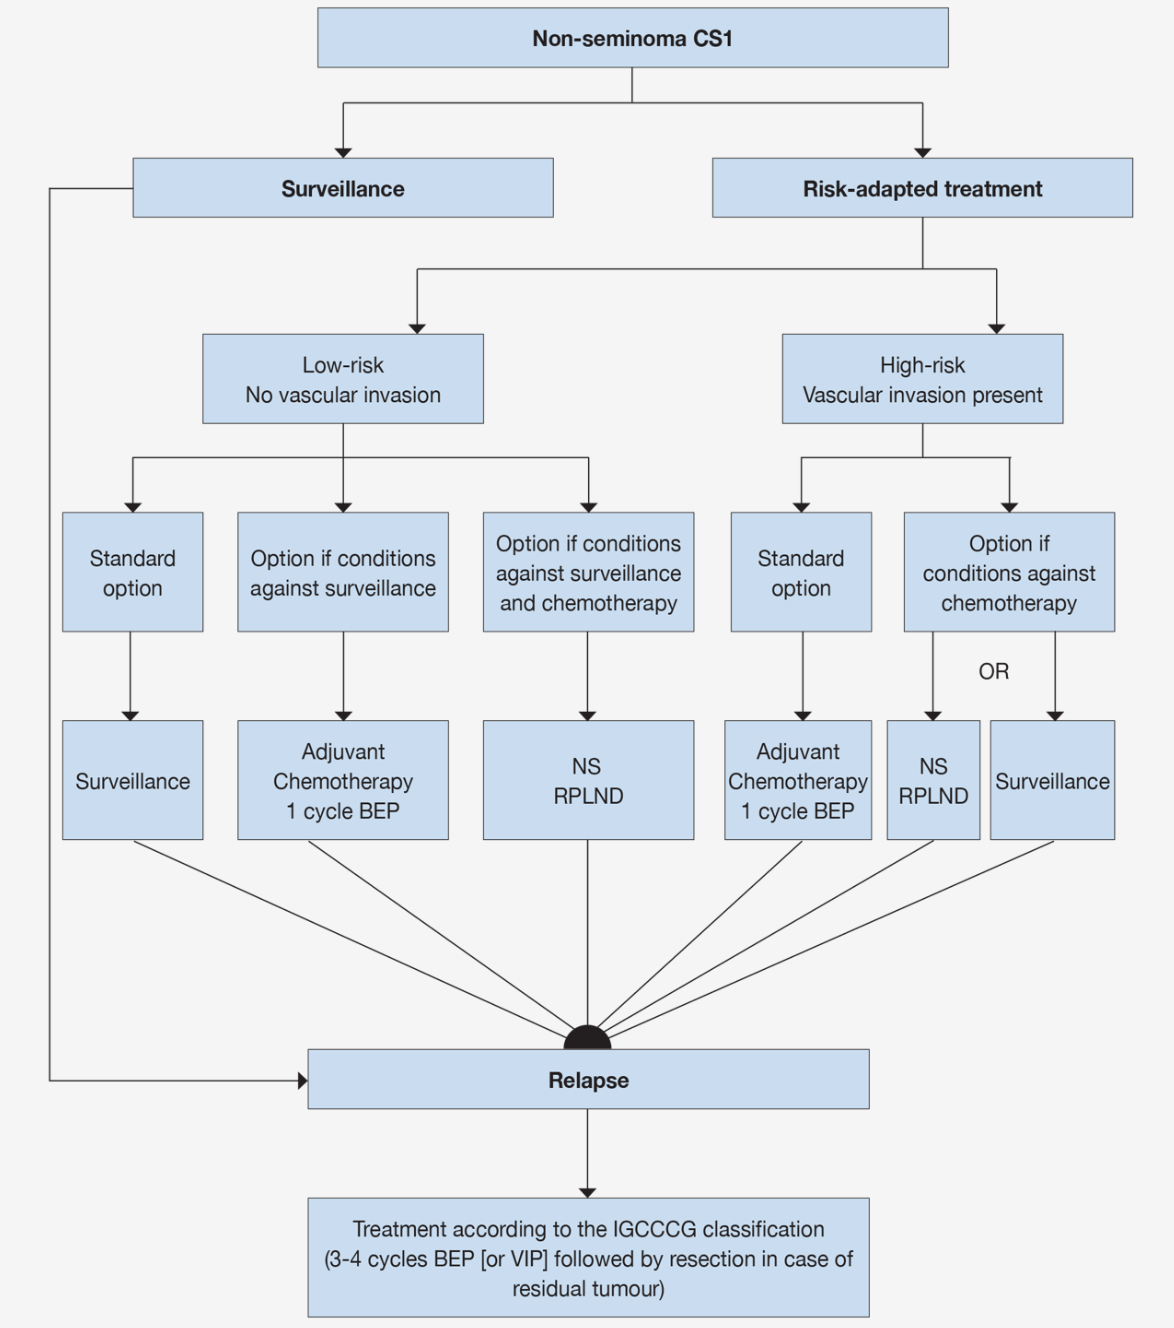 Non-seminoma CS1
Surveillance
Risk-adapted treatment
Low-risk
No vascular invasion
High-risk
Vascular invasion present
Standard
option
Option if conditions
against surveillance
Option if conditions
against surveillance
and chemotherapy
Standard
option
Option if
conditions against
chemotherapy
OR
Surveillance
Adjuvant
Chemotherapy
1 cycle BEP
NS
RPLND
Adjuvant
Chemotherapy
1 cycle BEP
NS
RPLND
Surveillance
Relapse
Treatment according to the IGCCCG classification
(3-4 cycles BEP [or VIP] followed by resection in case of
residual tumour)